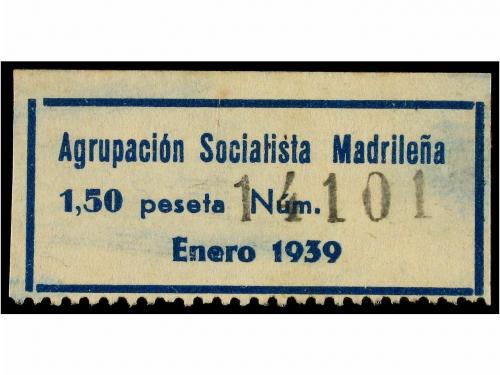 Agrupación Socialista Madrileña
1,50 peseta Núm. 14101
Enero 1939